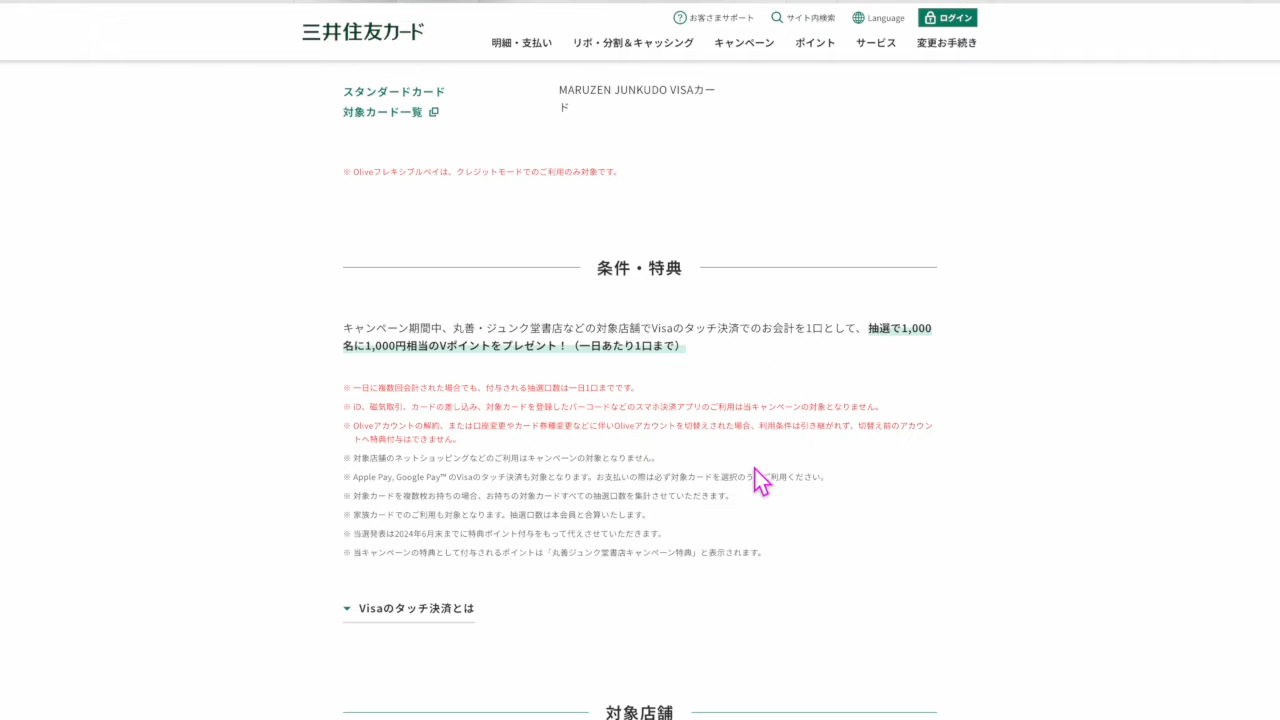 お客さまサポート サイト内検索 Language ログイン
三井住友カード
明細・支払い リボ・分割＆キャッシング キャンペーン ポイント サービス 変更お手続き
スタンダードカード
対象カード一覧
MARUZEN JUNKUDO VISAカー
ド
※ Oliveフレキシブルペイは、クレジットモードでのご利用のみ対象です。
条件・特典
キャンペーン期間中、丸善・ジュンク堂書店などの対象店舗でVisaのタッチ決済でのお会計を1口として、抽選で1,000
名に1,000円相当のVポイントをプレゼント！（一日あたり1口まで）
※ 一日に複数回会計された場合でも、付与される抽選口数は一日1口までです。
※ iD、磁気取引、カードの差し込み、対象カードを登録したバーコードなどのスマホ決済アプリのご利用は当キャンペーンの対象となりません。
※ Oliveアカウントの解約、または口座変更やカード券種変更などに伴いOliveアカウントを切替えされた場合、利用条件は引き継がれず、切替え前のアカウン
トへ特典付与はできません。
※ 対象店舗のネットショッピングなどのご利用はキャンペーンの対象となりません。
※ Apple Pay, Google Pay™ のVisaのタッチ決済も対象となります。お支払いの際は必ず対象カードを選択のうえご利用ください。
※ 対象カードを複数枚お持ちの場合、お持ちの対象カードすべての抽選口数を集計させていただきます。
※ 家族カードでのご利用も対象となります。抽選口数は本会員と合算いたします。
※ 当選発表は2024年6月末までに特典ポイント付与をもって代えさせていただきます。
※ 当キャンペーンの特典として付与されるポイントは「丸善ジュンク堂書店キャンペーン特典」と表示されます。
Visaのタッチ決済とは
対象店舗